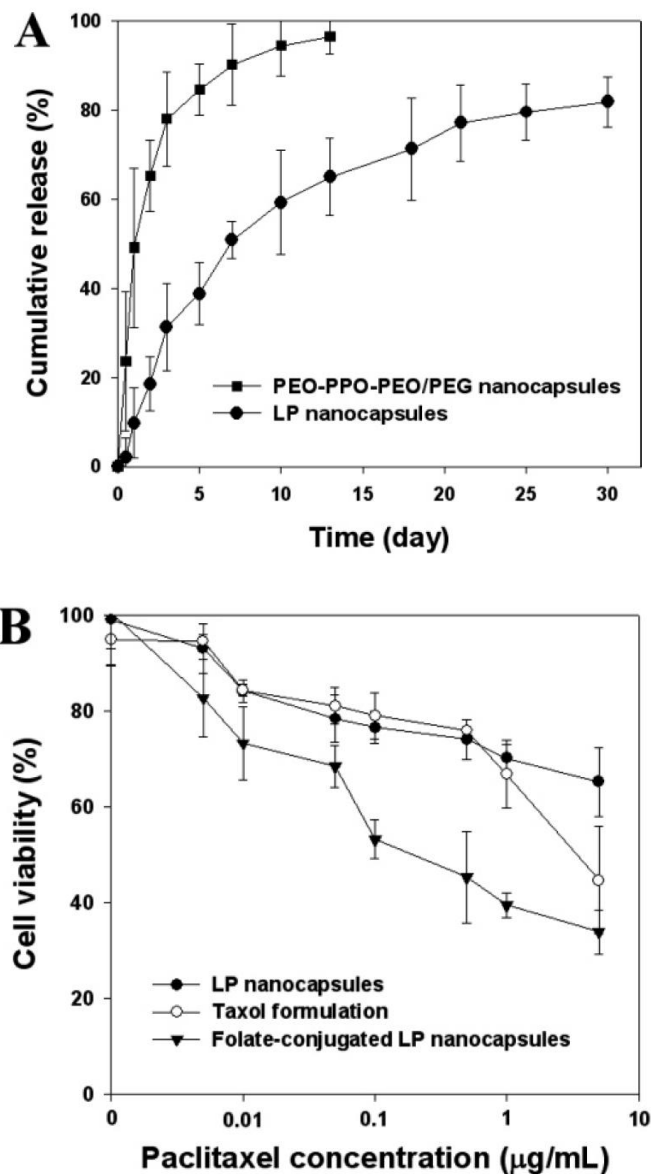 A
100
80
60
40
20
0
Cumulative release (%)
PEO-PPO-PEO/PEG nanocapsules
LP nanocapsules
0 5 10 15 20 25 30
Time (day)
B
100
80
60
40
20
0
Cell viability (%)
LP nanocapsules
Taxol formulation
Folate-conjugated LP nanocapsules
0 0.01 0.1 1 10
Paclitaxel concentration (μg/mL)